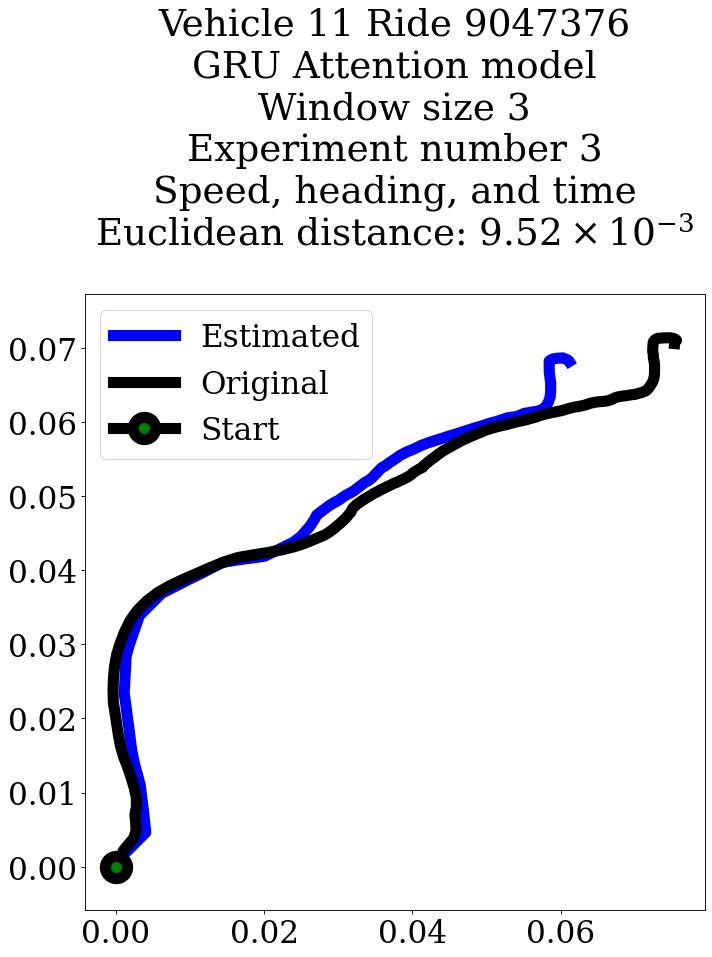 Vehicle 11 Ride 9047376
GRU Attention model
Window size 3
Experiment number 3
Speed, heading, and time
Euclidean distance: 9.52 × 10⁻³
Estimated
Original
Start
0.07
0.06
0.05
0.04
0.03
0.02
0.01
0.00
0.00 0.02 0.04 0.06